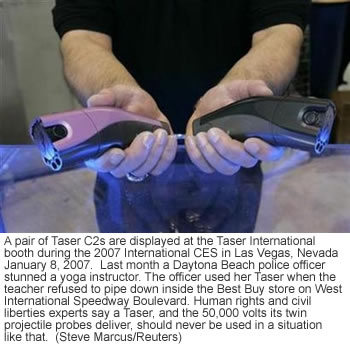 A pair of Taser C2s are displayed at the Taser International
booth during the 2007 International CES in Las Vegas, Nevada
January 8, 2007.  Last month a Daytona Beach police officer
stunned a yoga instructor. The officer used her Taser when the
teacher refused to pipe down inside the Best Buy store on West
International Speedway Boulevard. Human rights and civil
liberties experts say a Taser, and the 50,000 volts its twin
projectile probes deliver, should never be used in a situation
like that.  (Steve Marcus/Reuters)